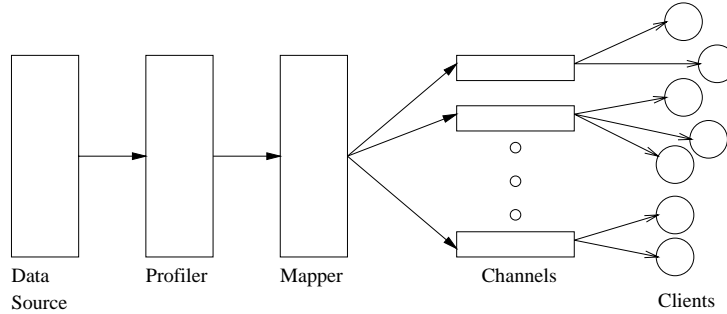 Data
Source
Profiler
Mapper
Channels
Clients